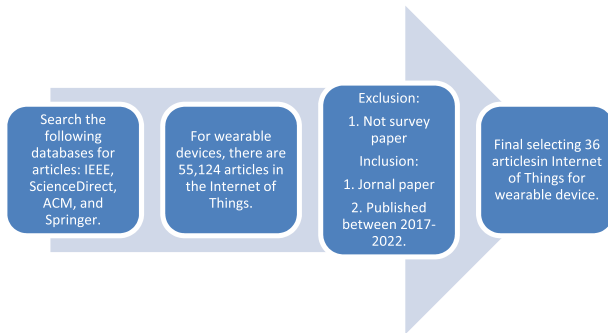 Search the
following
databases for
articles: IEEE,
ScienceDirect,
ACM, and
Springer.
For wearable
devices, there are
55,124 articles in
the Internet of
Things.
Exclusion:
1. Not survey
paper
Inclusion:
1. Jornal paper
2. Published
between 2017-
2022.
Final selecting 36
articlesin Internet
of Things for
wearable device.